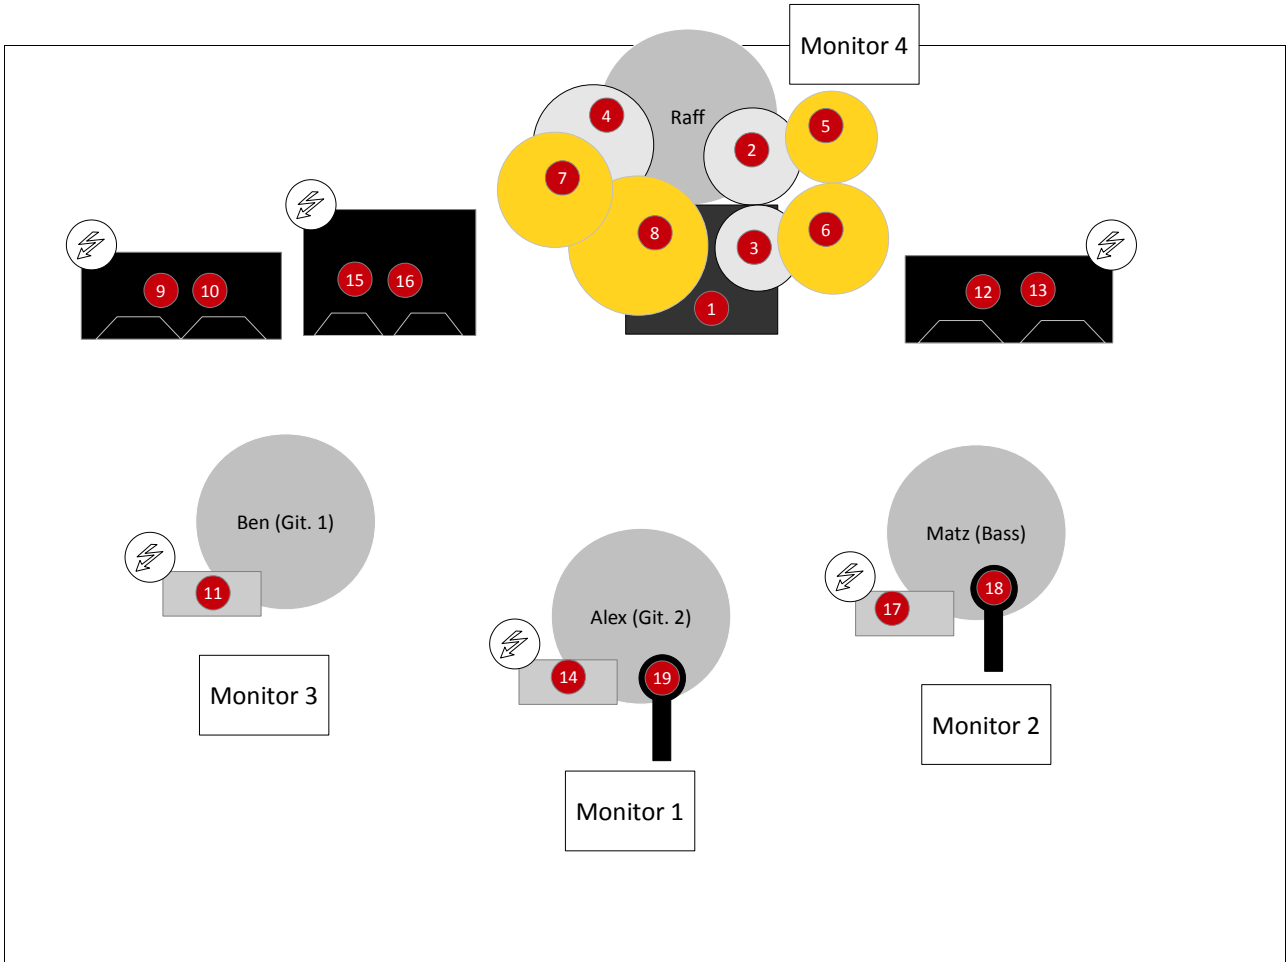 Monitor 4
Raff
4
2
5
7
8
3
6
1
9
10
15
16
12
13
Ben (Git. 1)
11
Alex (Git. 2)
14
19
Matz (Bass)
17
18
Monitor 3
Monitor 1
Monitor 2